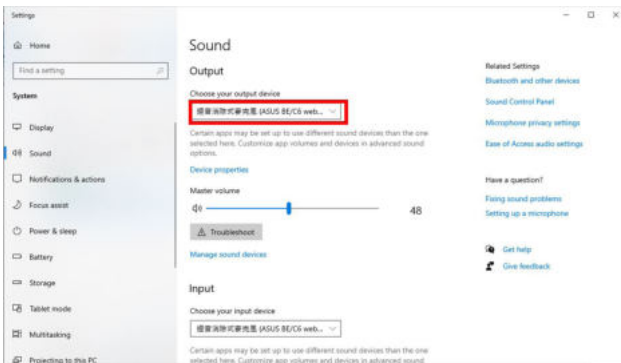 Settings
Home
Find a setting
System
Display
Sound
Notifications & actions
Focus assist
Power & sleep
Battery
Storage
Tablet mode
Multitasking
Projecting to this PC
Sound
Output
Choose your output device
(ASUS BE/C6 web...
Certain apps may be set up to use different sound devices than the one
selected here. Customize app volumes and devices in advanced sound
options.
Device properties
Master volume
48
Troubleshoot
Manage sound devices
Input
Choose your input device
(ASUS BE/C6 web...
Certain apps may be set up to use different sound devices than the one
selected here. Customize app volumes and devices in advanced sound
Related Settings
Bluetooth and other devices
Sound Control Panel
Microphone privacy settings
Ease of Access audio settings
Have a question?
Fixing sound problems
Setting up a microphone
Get help
Give feedback